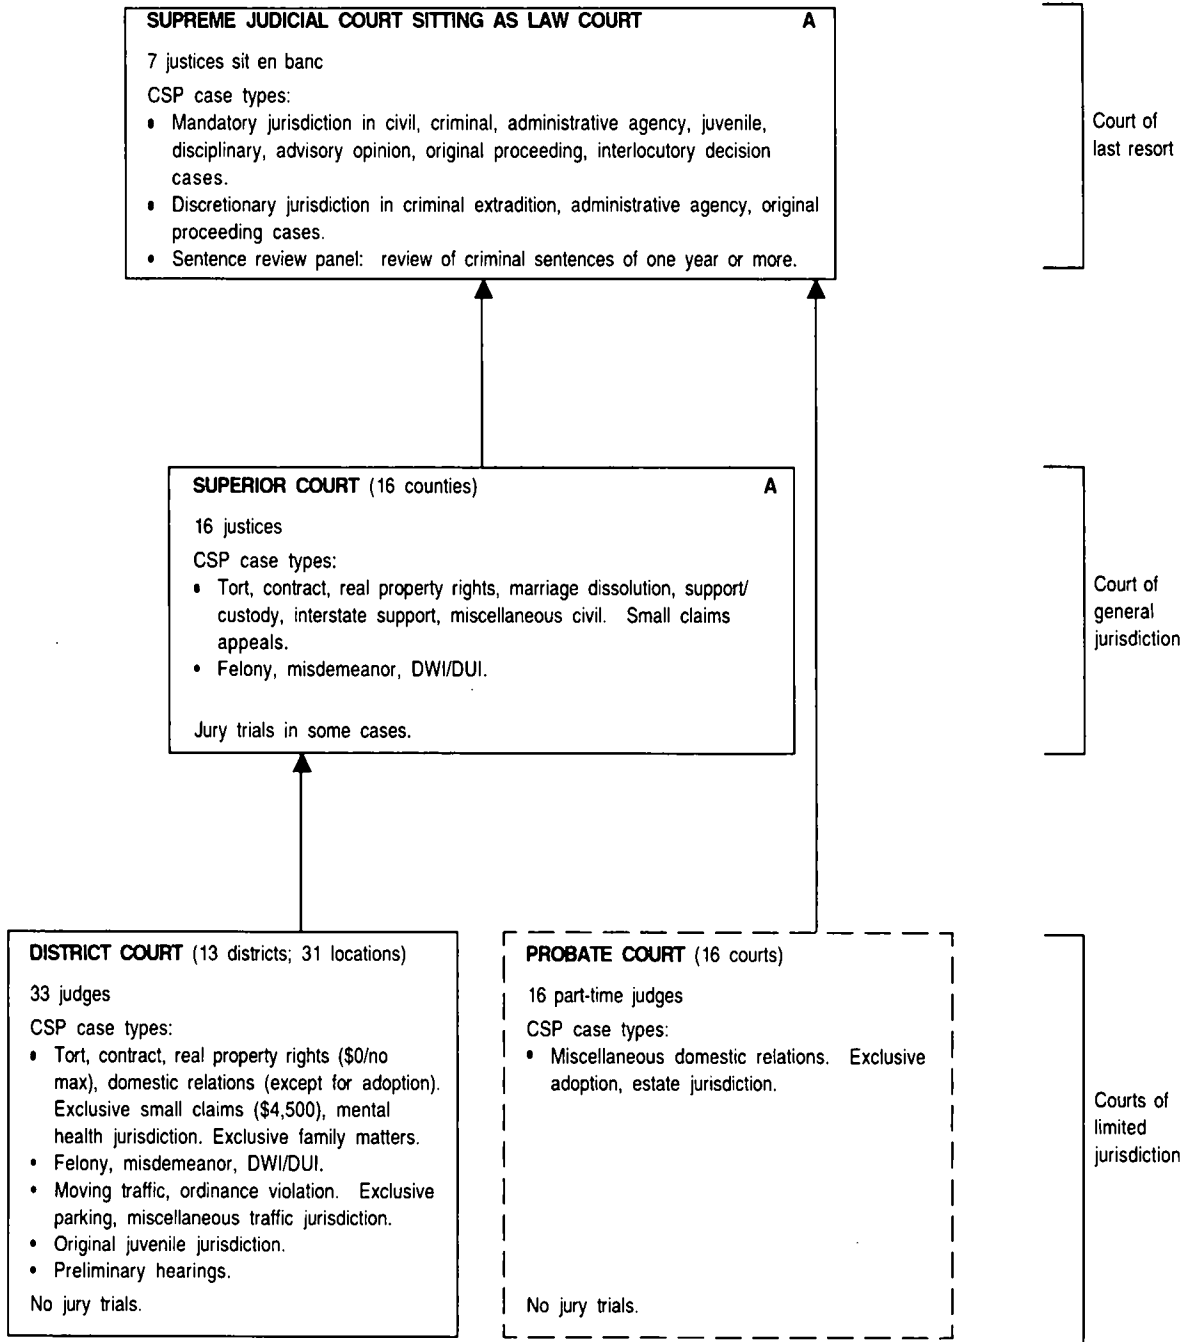 SUPREME JUDICIAL COURT SITTING AS LAW COURT A
7 justices sit en banc
CSP case types:
• Mandatory jurisdiction in civil, criminal, administrative agency, juvenile,
disciplinary, advisory opinion, original proceeding, interlocutory decision
cases.
• Discretionary jurisdiction in criminal extradition, administrative agency, original
proceeding cases.
• Sentence review panel: review of criminal sentences of one year or more.
Court of
last resort
SUPERIOR COURT (16 counties) A
16 justices
CSP case types:
• Tort, contract, real property rights, marriage dissolution, support/
custody, interstate support, miscellaneous civil. Small claims
appeals.
• Felony, misdemeanor, DWI/DUI.
Jury trials in some cases.
Court of
general
jurisdiction
DISTRICT COURT (13 districts; 31 locations)
33 judges
CSP case types:
• Tort, contract, real property rights ($0/no
max), domestic relations (except for adoption).
Exclusive small claims ($4,500), mental
health jurisdiction. Exclusive family matters.
• Felony, misdemeanor, DWI/DUI.
• Moving traffic, ordinance violation. Exclusive
parking, miscellaneous traffic jurisdiction.
• Original juvenile jurisdiction.
• Preliminary hearings.
No jury trials.
PROBATE COURT (16 courts)
16 part-time judges
CSP case types:
• Miscellaneous domestic relations. Exclusive
adoption, estate jurisdiction.
No jury trials.
Courts of
limited
jurisdiction